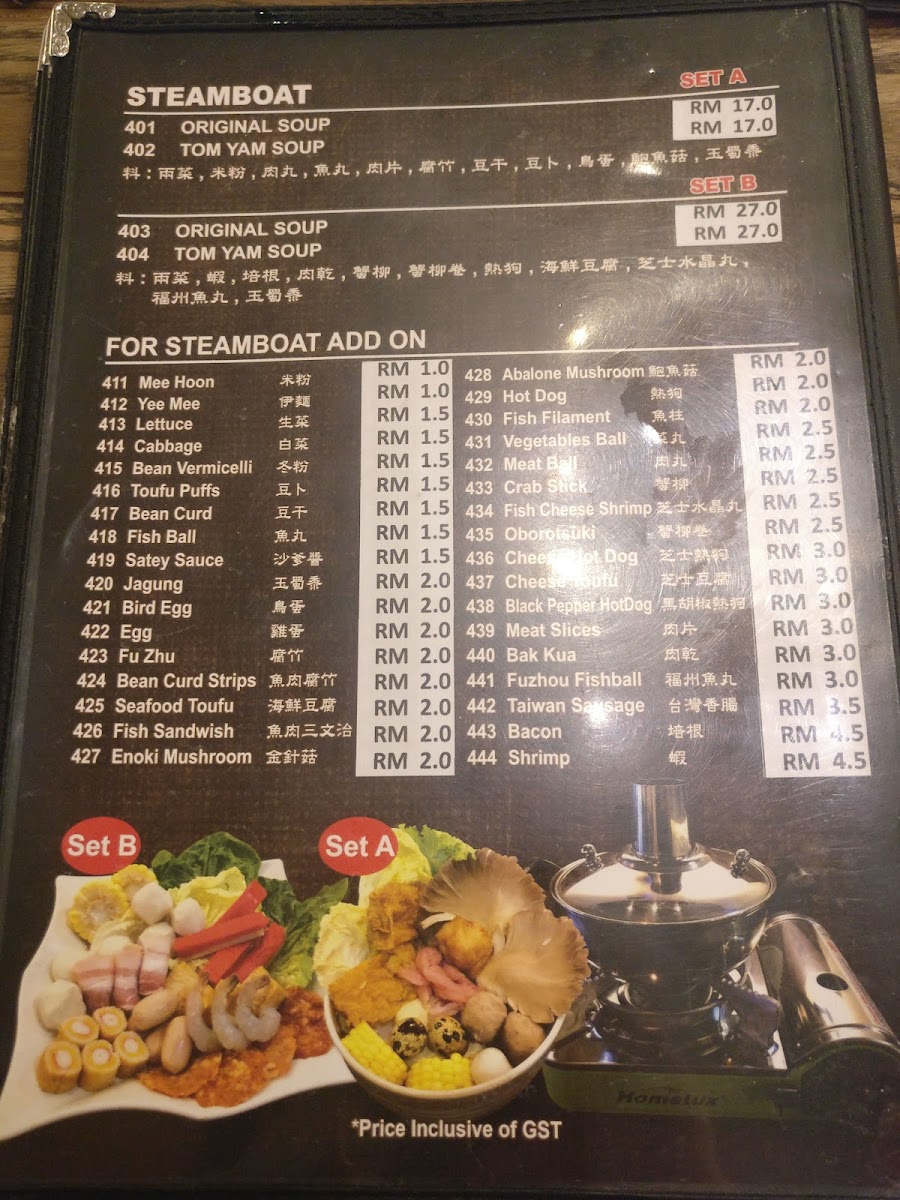 STEAMBOAT SET A
401 ORIGINAL SOUP RM 17.0
402 TOM YAM SOUP RM 17.0
料：兩菜，米粉，肉丸，魚丸，肉片，腐竹，豆干，豆卜，鳥蛋，鮑魚菇，玉蜀黍
SET B
403 ORIGINAL SOUP RM 27.0
404 TOM YAM SOUP RM 27.0
料：兩菜，蝦，培根，肉乾，蟹柳，蟹柳卷，熱狗，海鮮豆腐，芝士水晶丸，
福州魚丸，玉蜀黍
FOR STEAMBOAT ADD ON
411 Mee Hoon 米粉 RM 1.0
412 Yee Mee 伊麵 RM 1.0
413 Lettuce 生菜 RM 1.5
414 Cabbage 白菜 RM 1.5
415 Bean Vermicelli 冬粉 RM 1.5
416 Toufu Puffs 豆卜 RM 1.5
417 Bean Curd 豆干 RM 1.5
418 Fish Ball 魚丸 RM 1.5
419 Satey Sauce 沙爹醬 RM 1.5
420 Jagung 玉蜀黍 RM 2.0
421 Bird Egg 鳥蛋 RM 2.0
422 Egg 雞蛋 RM 2.0
423 Fu Zhu 腐竹 RM 2.0
424 Bean Curd Strips 魚肉腐竹 RM 2.0
425 Seafood Toufu 海鮮豆腐 RM 2.0
426 Fish Sandwish 魚肉三文治 RM 2.0
427 Enoki Mushroom 金針菇 RM 2.0
428 Abalone Mushroom 鮑魚菇 RM 2.0
429 Hot Dog 熱狗 RM 2.0
430 Fish Filament 魚柱 RM 2.0
431 Vegetables Ball 菜丸 RM 2.5
432 Meat Ball 肉丸 RM 2.5
433 Crab Stick 蟹柳 RM 2.5
434 Fish Cheese Shrimp 芝士水晶丸 RM 2.5
435 Oborotsuki 蟹柳卷 RM 2.5
436 Cheese Hot Dog 芝士熱狗 RM 3.0
437 Cheese Toufu 芝士豆腐 RM 3.0
438 Black Pepper HotDog 黑胡椒熱狗 RM 3.0
439 Meat Slices 肉片 RM 3.0
440 Bak Kua 肉乾 RM 3.0
441 Fuzhou Fishball 福州魚丸 RM 3.0
442 Taiwan Sausage 台灣香腸 RM 3.5
443 Bacon 培根 RM 4.5
444 Shrimp 蝦 RM 4.5
Set B
Set A
Homelux
*Price Inclusive of GST